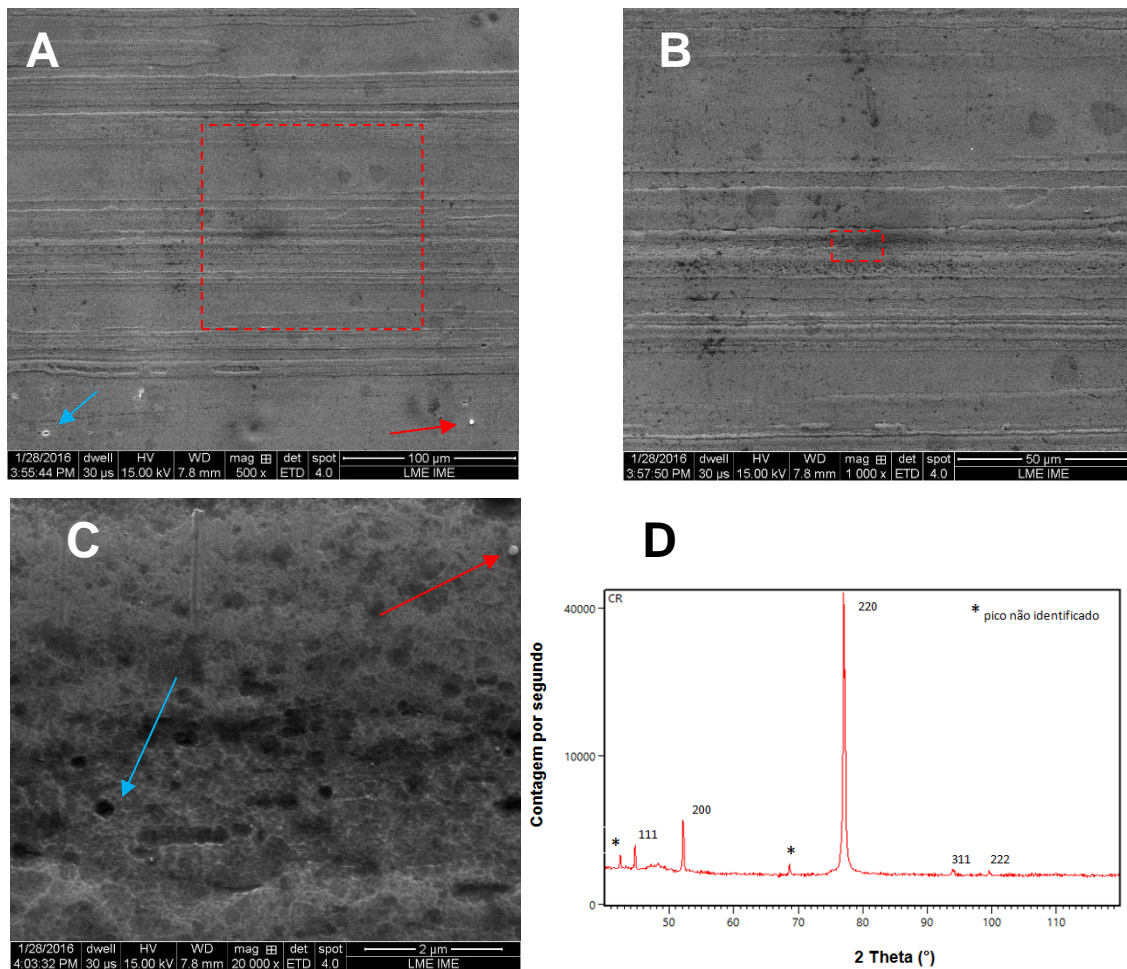 A
1/28/2016 dwell HV WD mag ⊞ det spot 100 µm
3:55:44 PM 30 µs 15.00 kV 7.8 mm 500 x ETD 4.0 LME IME
B
1/28/2016 dwell HV WD mag ⊞ det spot 50 µm
3:57:50 PM 30 µs 15.00 kV 7.8 mm 1 000 x ETD 4.0 LME IME
C
1/28/2016 dwell HV WD mag ⊞ det spot 2 µm
4:03:32 PM 30 µs 15.00 kV 7.8 mm 20 000 x ETD 4.0 LME IME
D
CR
* pico não identificado
Contagem por segundo
40000
10000
0
* 111 200 * 220 311 222
50 60 70 80 90 100 110
2 Theta (°)